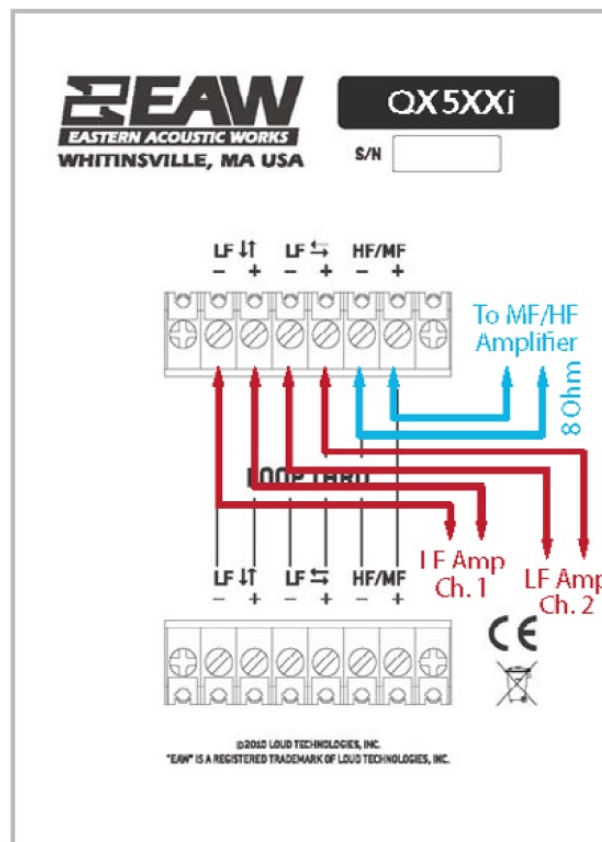 EAW
EASTERN ACOUSTIC WORKS
WHITINSVILLE, MA USA
QX5XXi
S/N
LF ↓↑ LF ⇆ HF/MF
− + − + − +
To MF/HF
Amplifier
8 Ohm
LOOP THRU
LF Amp
Ch. 1
LF Amp
Ch. 2
LF ↓↑ LF ⇆ HF/MF
− + − + − +
CE
©2010 LOUD TECHNOLOGIES, INC.
"EAW" IS A REGISTERED TRADEMARK OF LOUD TECHNOLOGIES, INC.